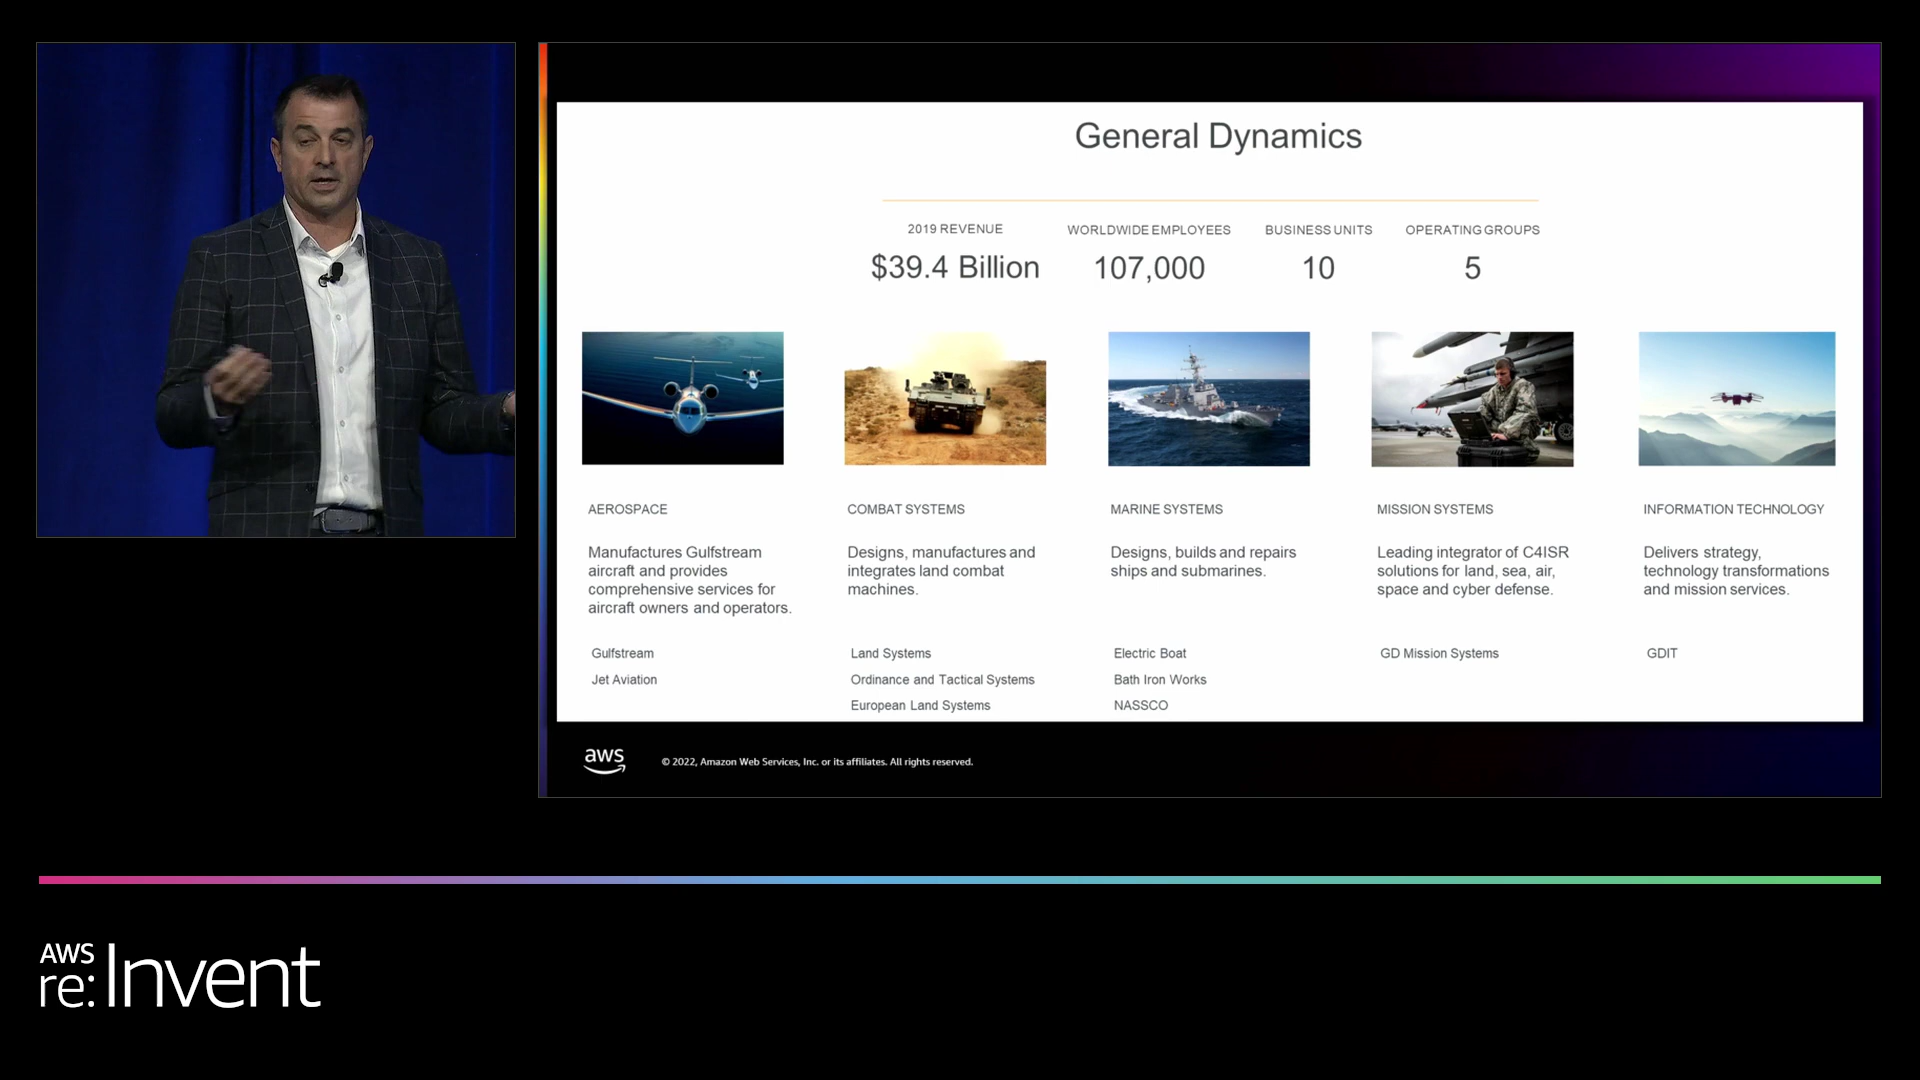 General Dynamics
2019 REVENUE
WORLDWIDE EMPLOYEES
BUSINESS UNITS
OPERATING GROUPS
$39.4 Billion
107,000
10
5
AEROSPACE
Manufactures Gulfstream
aircraft and provides
comprehensive services for
aircraft owners and operators.
Gulfstream
Jet Aviation
COMBAT SYSTEMS
Designs, manufactures and
integrates land combat
machines.
Land Systems
Ordinance and Tactical Systems
European Land Systems
MARINE SYSTEMS
Designs, builds and repairs
ships and submarines.
Electric Boat
Bath Iron Works
NASSCO
MISSION SYSTEMS
Leading integrator of C4ISR
solutions for land, sea, air,
space and cyber defense.
GD Mission Systems
INFORMATION TECHNOLOGY
Delivers strategy,
technology transformations
and mission services.
GDIT
aws
© 2022, Amazon Web Services, Inc. or its affiliates. All rights reserved.
AWS
re:Invent